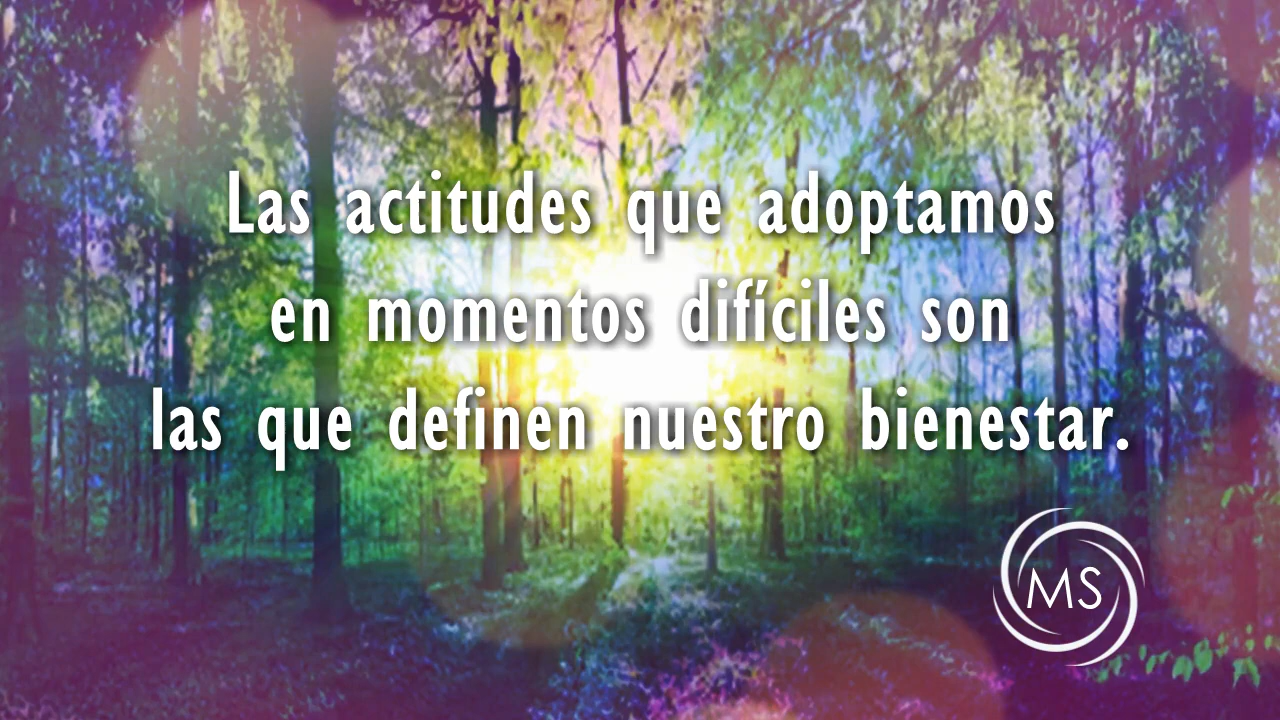 Las actitudes que adoptamos
en momentos difíciles son
las que definen nuestro bienestar.
MS